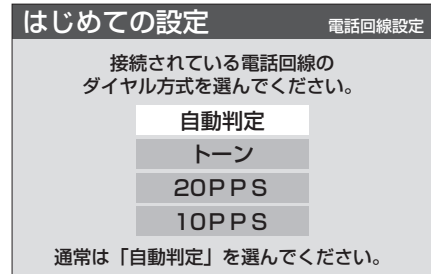 はじめての設定 電話回線設定
接続されている電話回線の
ダイヤル方式を選んでください。
自動判定
トーン
20PPS
10PPS
通常は「自動判定」を選んでください。